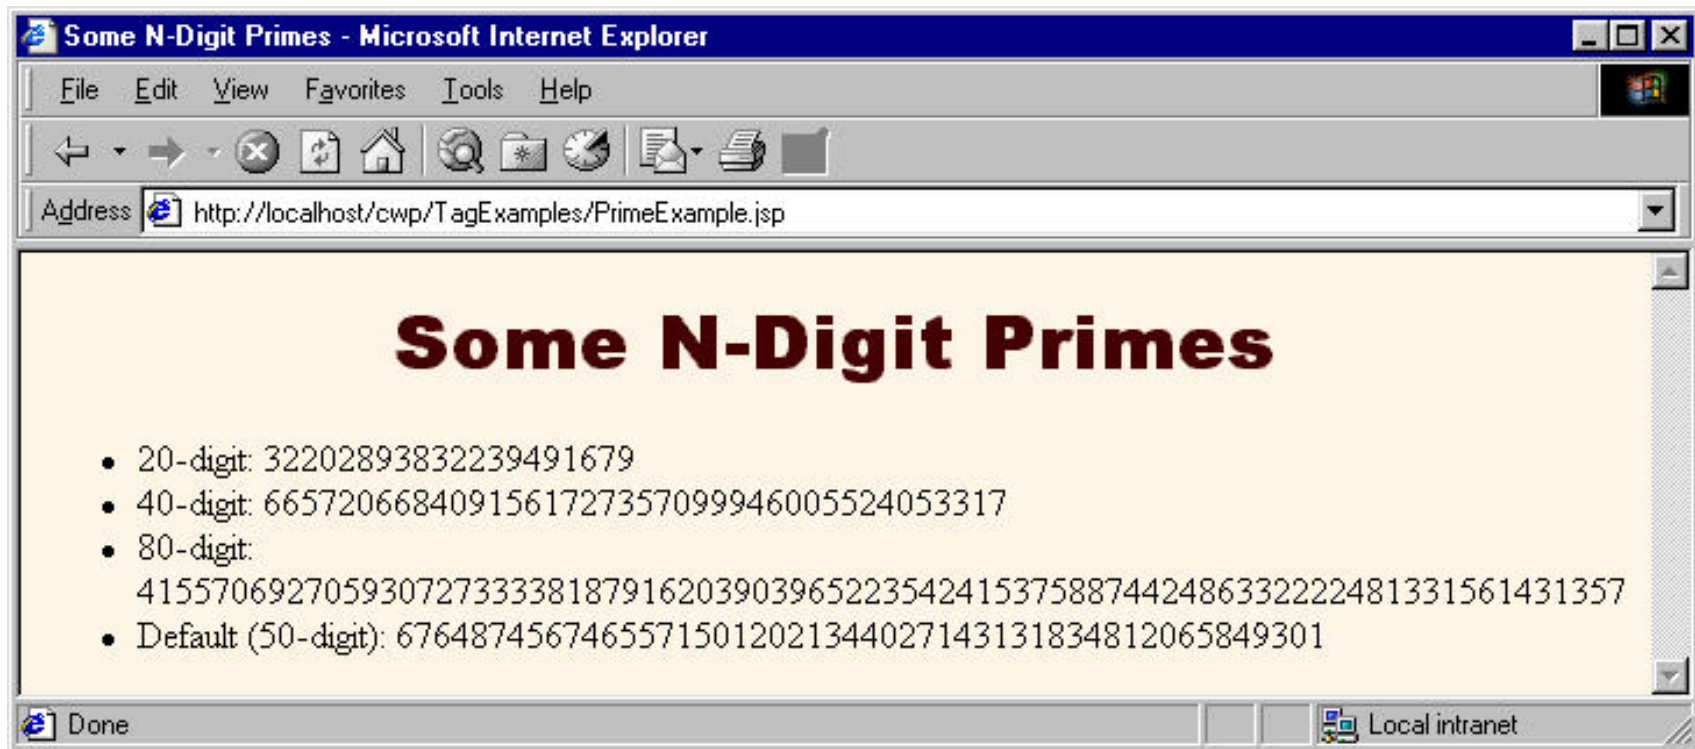 Some N-Digit Primes - Microsoft Internet Explorer
File Edit View Favorites Tools Help
Address http://localhost/cwp/TagExamples/PrimeExample.jsp
Some N-Digit Primes
• 20-digit: 32202893832239491679
• 40-digit: 6657206684091561727357099946005524053317
• 80-digit:
41557069270593072733338187916203903965223542415375887442486332222481331561431357
• Default (50-digit): 67648745674655715012021344027143131834812065849301
Done
Local intranet